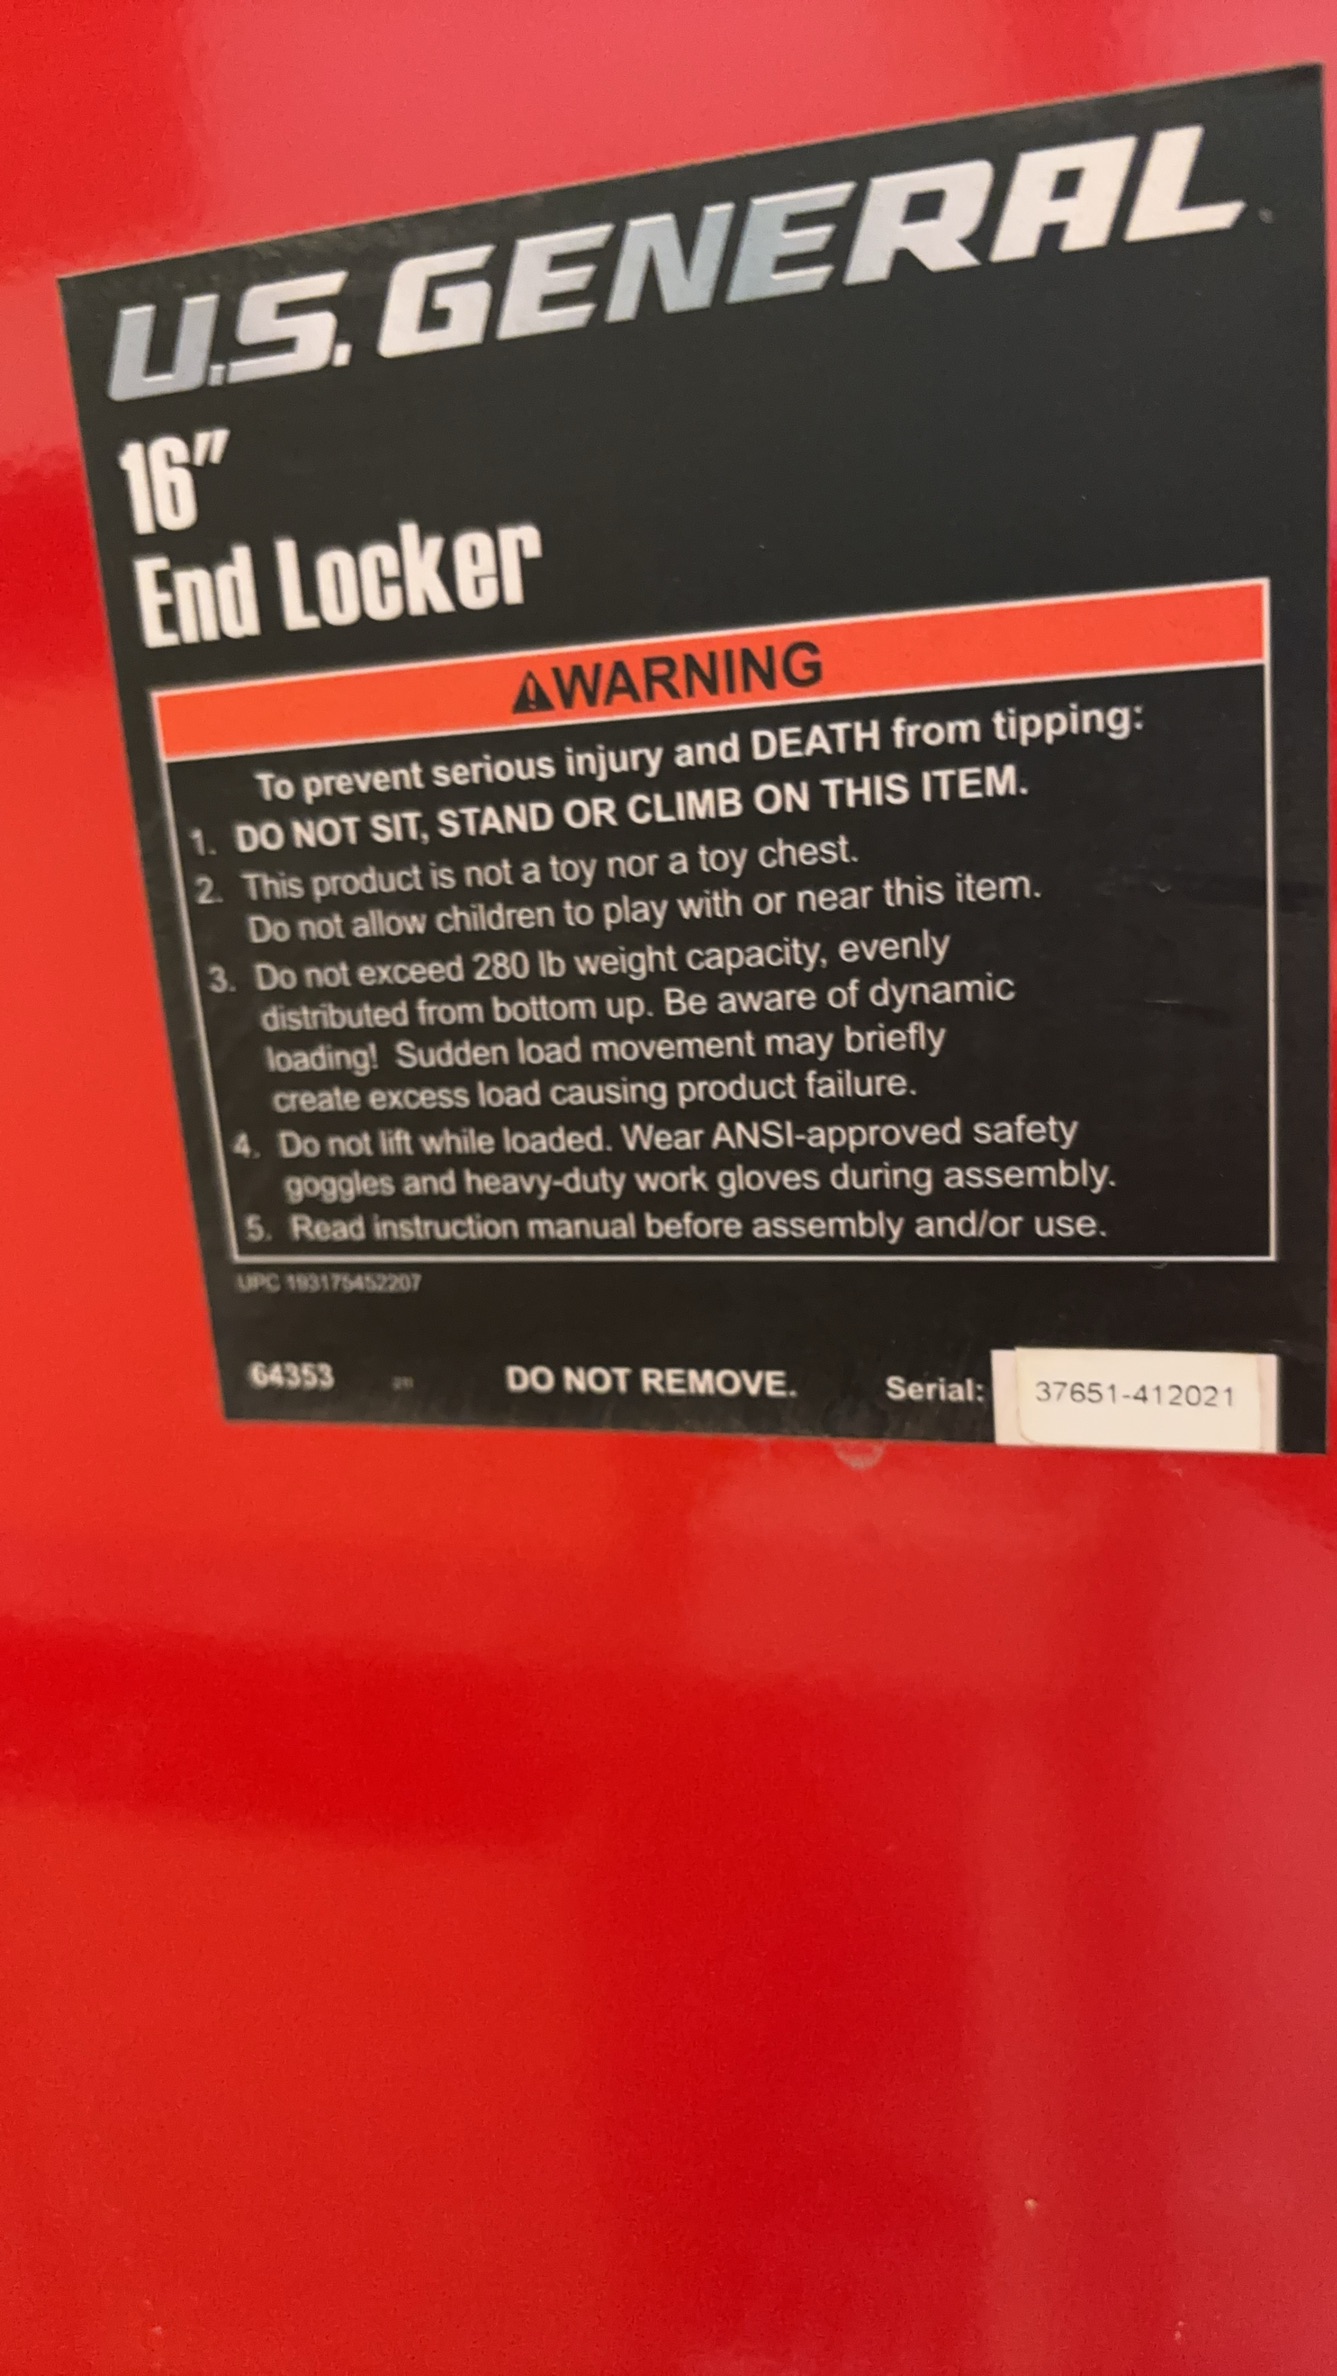 U.S. GENERAL
16"
End Locker
⚠WARNING
To prevent serious injury and DEATH from tipping:
1. DO NOT SIT, STAND OR CLIMB ON THIS ITEM.
2. This product is not a toy nor a toy chest.
Do not allow children to play with or near this item.
3. Do not exceed 280 lb weight capacity, evenly
distributed from bottom up. Be aware of dynamic
loading! Sudden load movement may briefly
create excess load causing product failure.
4. Do not lift while loaded. Wear ANSI-approved safety
goggles and heavy-duty work gloves during assembly.
5. Read instruction manual before assembly and/or use.
UPC 193175452207
64353 DO NOT REMOVE. Serial: 37651-412021